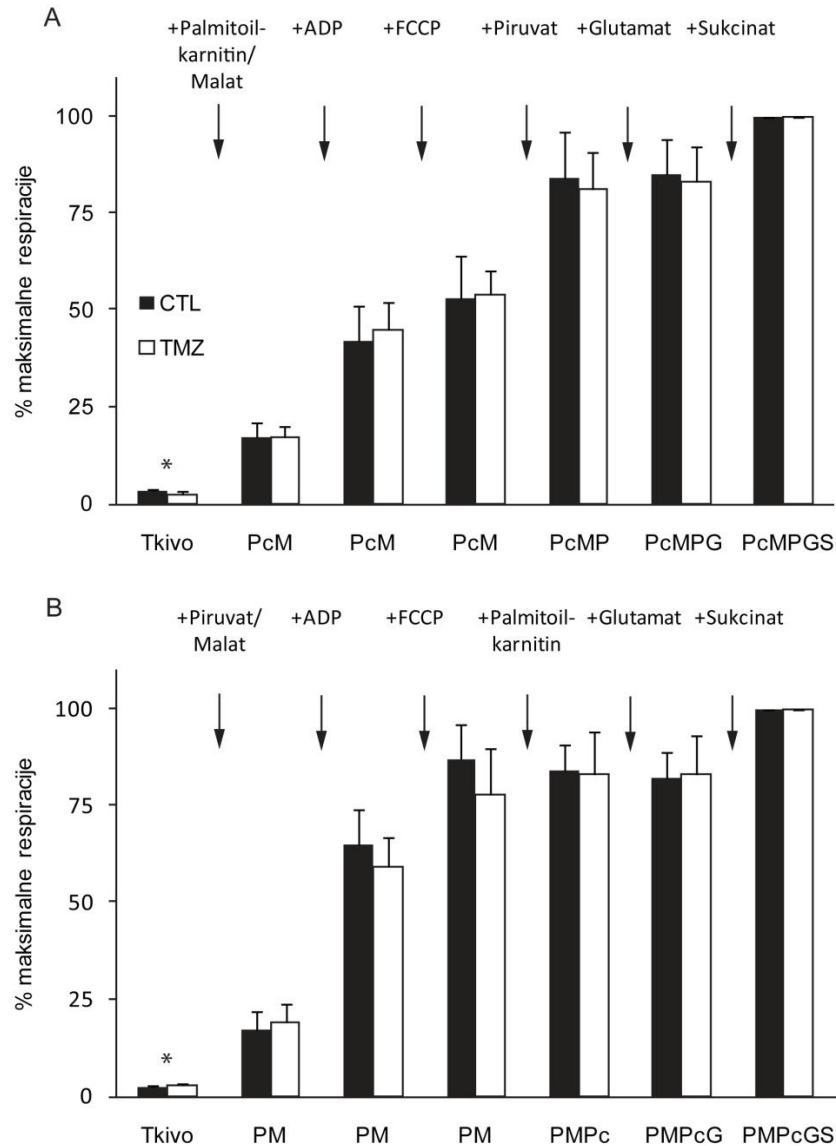 A
+Palmitoil-
karnitin/
Malat
+ADP
+FCCP
+Piruvat
+Glutamat
+Sukcinat
% maksimalne respiracije
100
75
50
25
0
CTL
TMZ
*
Tkivo
PcM
PcM
PcM
PcMP
PcMPG
PcMPGS
B
+Piruvat/
Malat
+ADP
+FCCP
+Palmitoil-
karnitin
+Glutamat
+Sukcinat
% maksimalne respiracije
100
75
50
25
0
*
Tkivo
PM
PM
PM
PMPc
PMPcG
PMPcGS